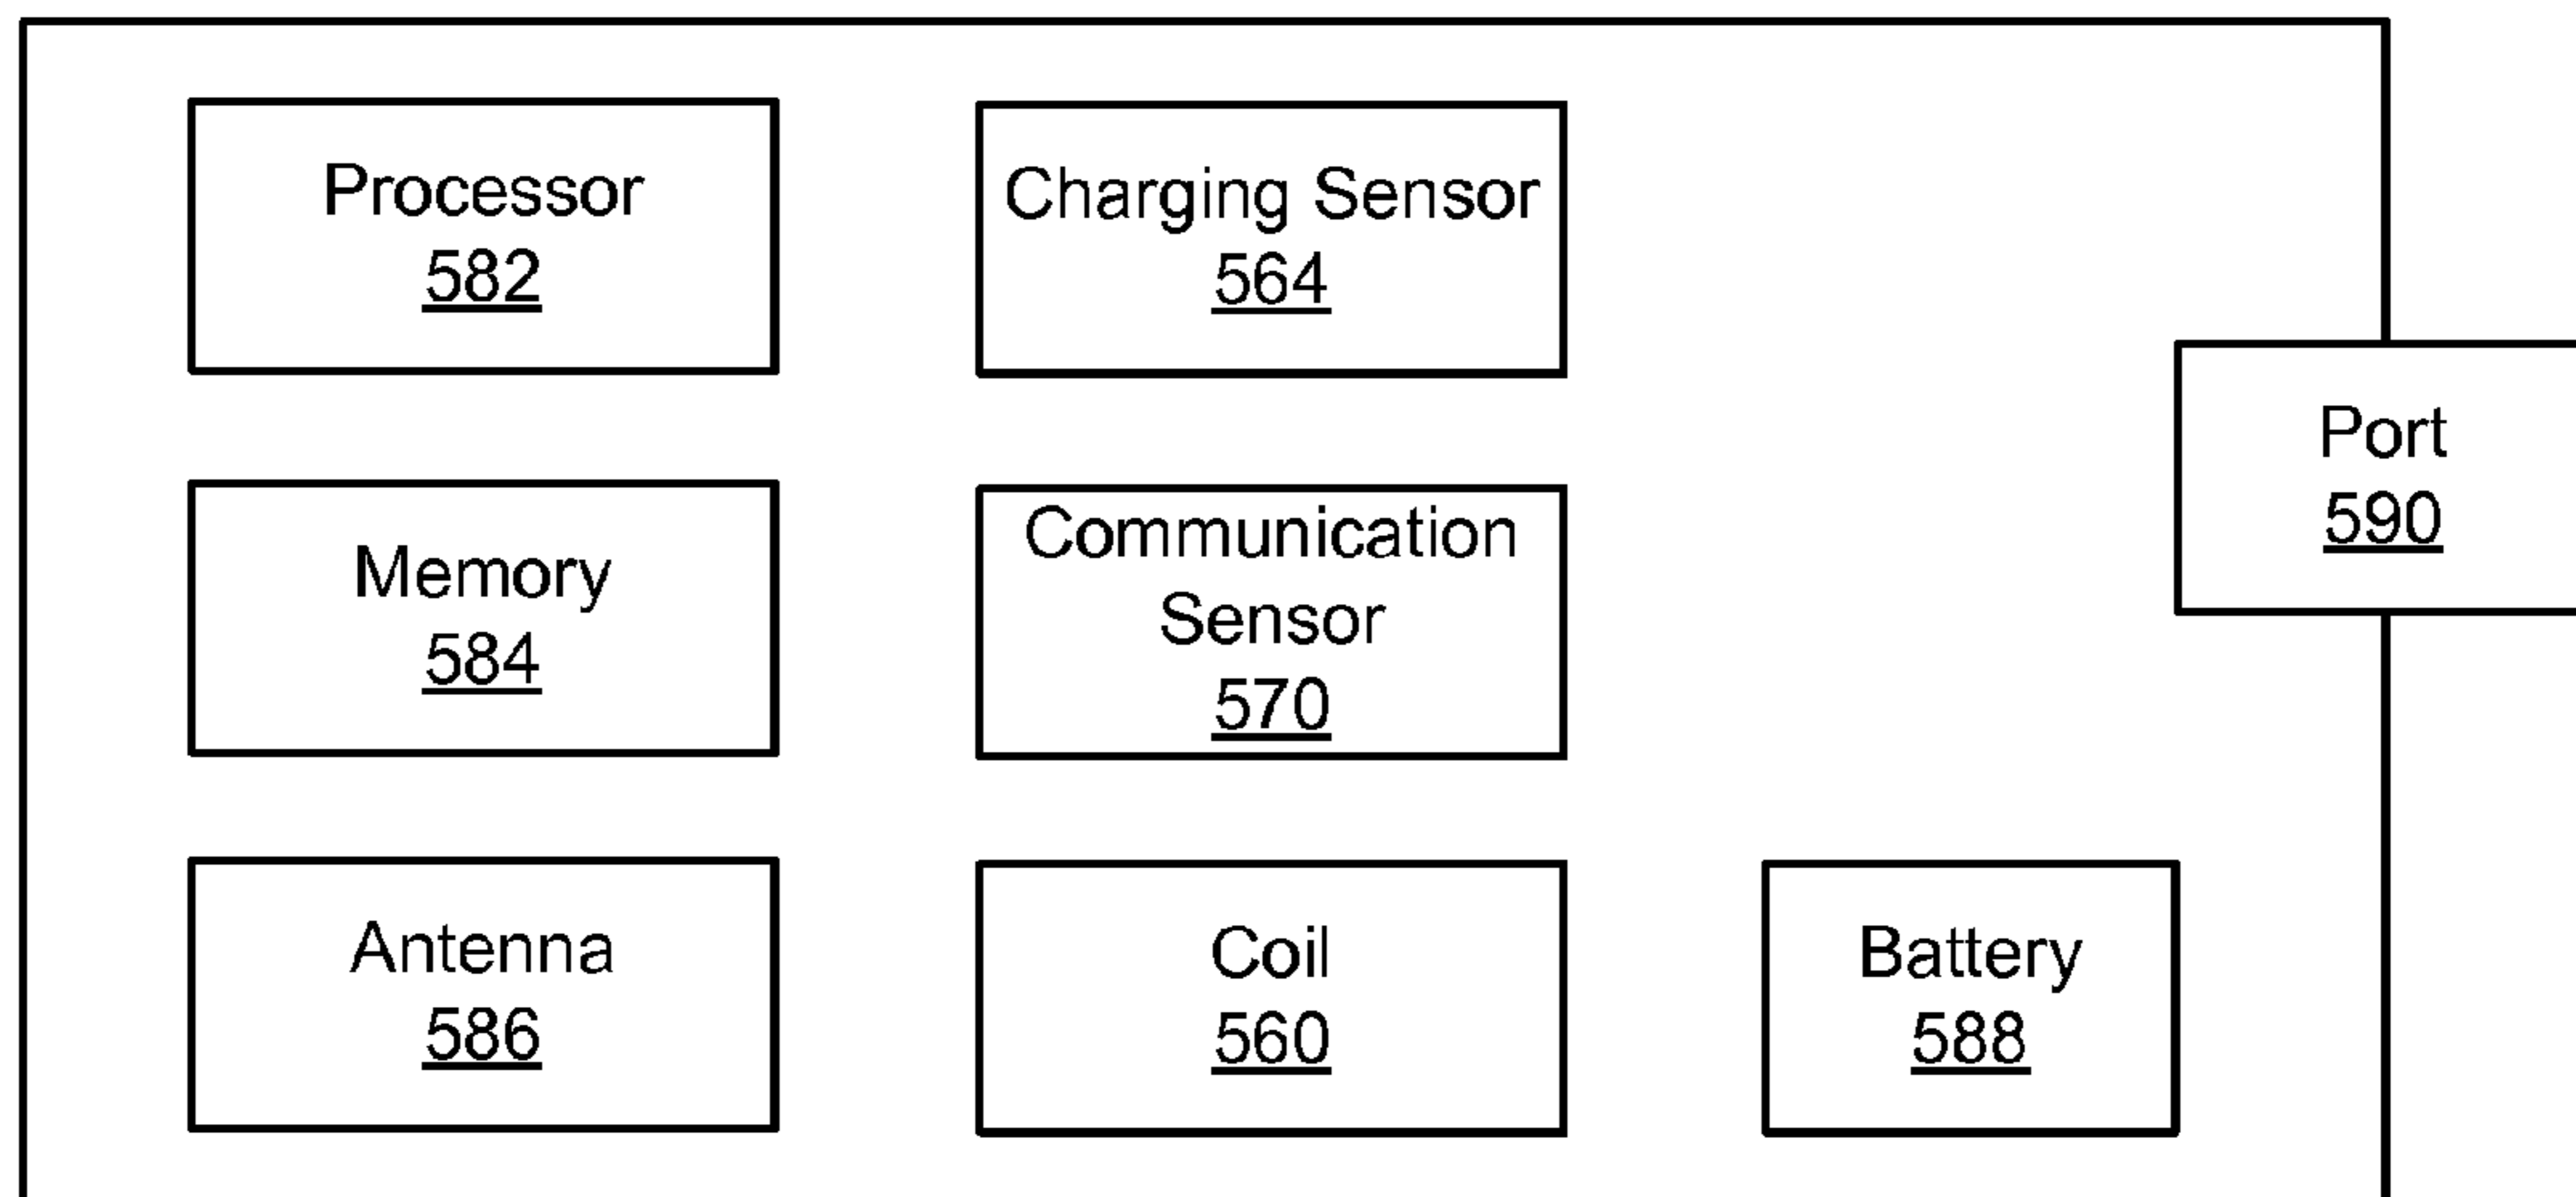 Processor
582
Charging Sensor
564
Port
590
Memory
584
Communication
Sensor
570
Antenna
586
Coil
560
Battery
588